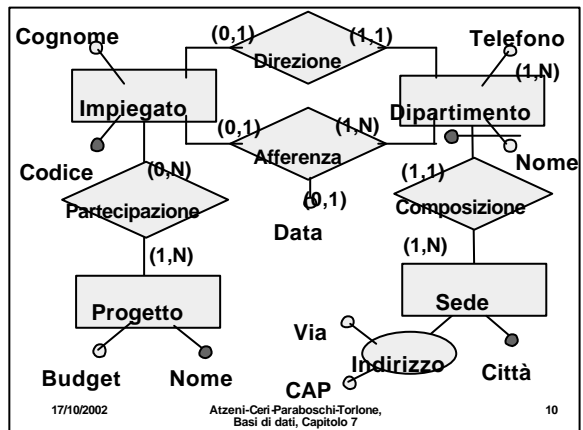 (0,1)
(1,1)
Cognome
Telefono
Direzione
(1,N)
Impiegato
Dipartimento
(0,1)
(1,N)
Afferenza
Nome
Codice
(0,N)
(1,1)
Partecipazione
(0,1)
Composizione
Data
(1,N)
(1,N)
Progetto
Sede
Via
Indirizzo
Città
Budget
Nome
CAP
17/10/2002
Atzeni-Ceri-Paraboschi-Torlone,
Basi di dati, Capitolo 7
10